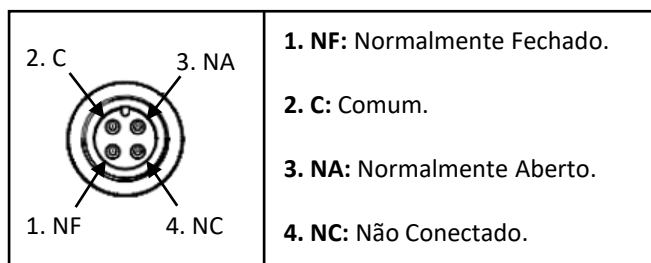 2. C
3. NA
1. NF
4. NC
1. NF: Normalmente Fechado.
2. C: Comum.
3. NA: Normalmente Aberto.
4. NC: Não Conectado.